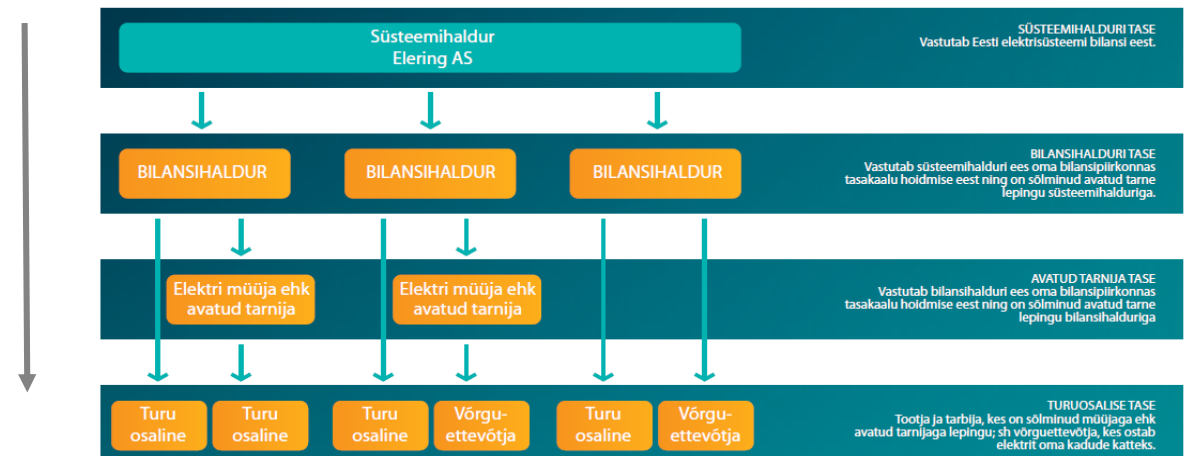 Süsteemihaldur
Elering AS
SÜSTEEMIHALDURI TASE
Vastutab Eesti elektrisüsteemi bilansi eest.
BILANSIHALDUR
BILANSIHALDUR
BILANSIHALDUR
BILANSIHALDURI TASE
Vastutab süsteemihalduri ees oma bilansipiirkonnas
tasakaalu hoidmise eest ning on sõlminud avatud tarne
lepingu süsteemihalduriga.
Elektri müüja ehk
avatud tarnija
Elektri müüja ehk
avatud tarnija
AVATUD TARNIJA TASE
Vastutab bilansihalduri ees oma bilansipiirkonnas
tasakaalu hoidmise eest ning on sõlminud avatud tarne
lepingu bilansihalduriga
Turu
osaline
Turu
osaline
Turu
osaline
Võrgu-
ettevõtja
Turu
osaline
Võrgu-
ettevõtja
TURUOSALISE TASE
Tootja ja tarbija, kes on sõlminud müüjaga ehk
avatud tarnijaga lepingu; sh võrguettevõtja, kes ostab
elektrit oma kadude katteks.